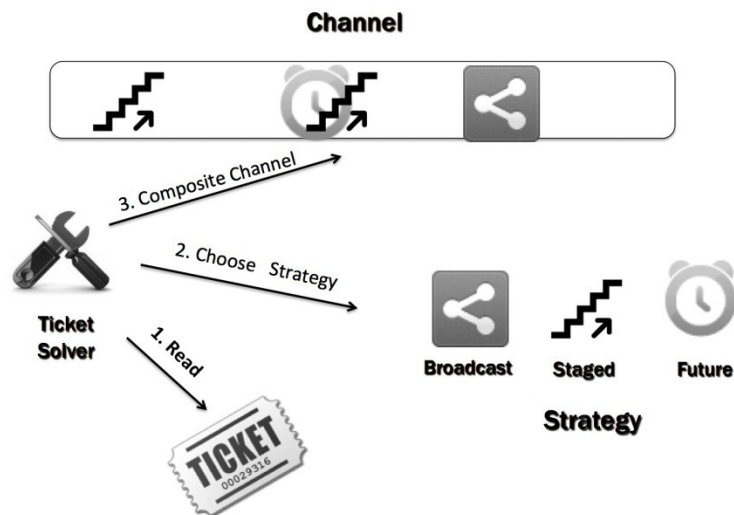 Channel
3. Composite Channel
2. Choose Strategy
Ticket
Solver
1. Read
TICKET
00029316
Broadcast
Staged
Future
Strategy